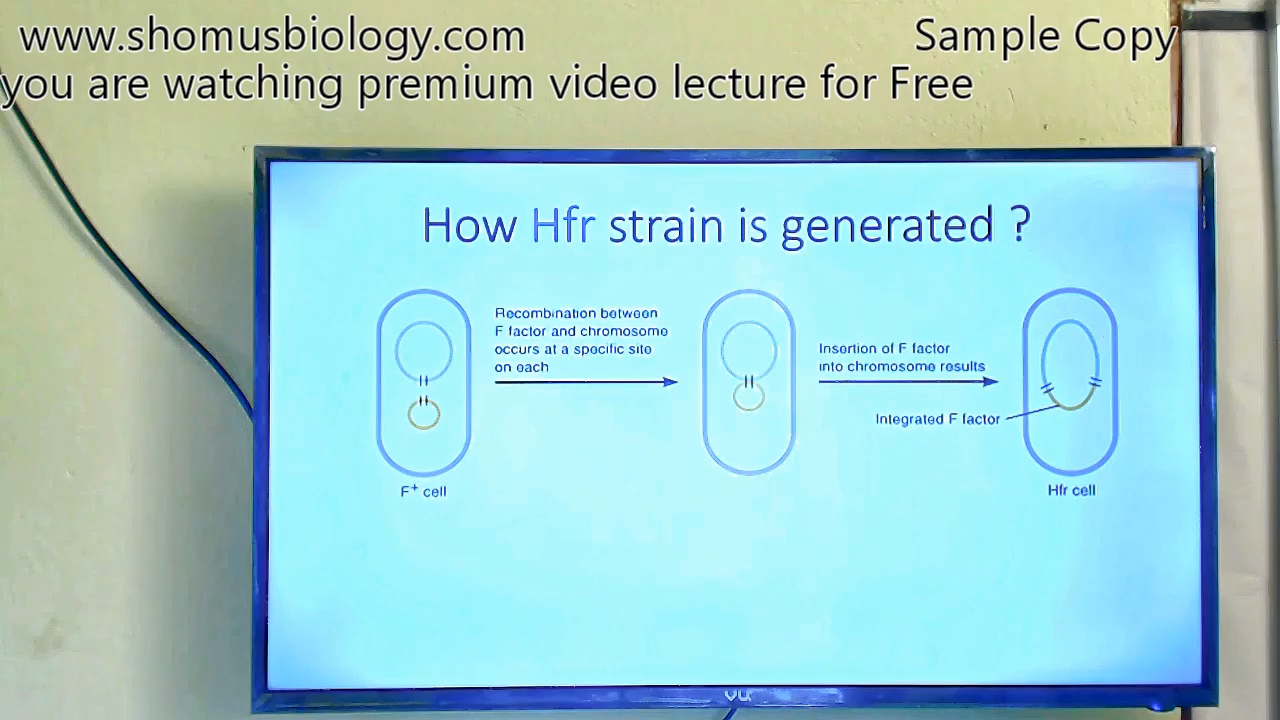 www.shomusbiology.com
Sample Copy
you are watching premium video lecture for Free
How Hfr strain is generated ?
Recombination between
F factor and chromosome
occurs at a specific site
on each
Insertion of F factor
into chromosome results
Integrated F factor
F+ cell
Hfr cell
VU